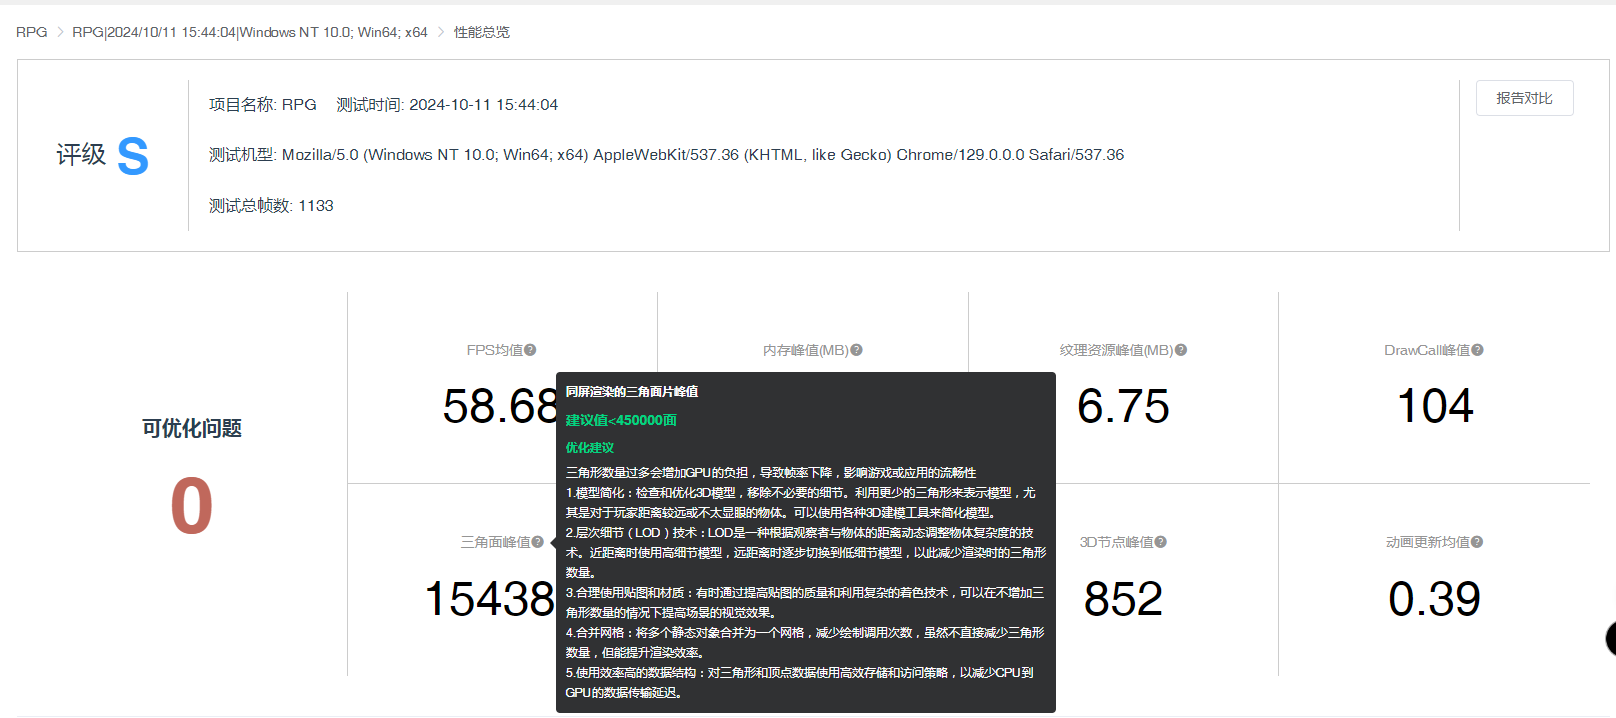 RPG > RPG|2024/10/11 15:44:04|Windows NT 10.0; Win64; x64 > 性能总览
评级 S
项目名称: RPG 测试时间: 2024-10-11 15:44:04
测试机型: Mozilla/5.0 (Windows NT 10.0; Win64; x64) AppleWebKit/537.36 (KHTML, like Gecko) Chrome/129.0.0.0 Safari/537.36
测试总帧数: 1133
报告对比
可优化问题
0
FPS均值
58.68
内存峰值(MB)
纹理资源峰值(MB)
6.75
DrawCall峰值
104
三角面峰值
15438
3D节点峰值
852
动画更新均值
0.39
同屏渲染的三角面片峰值
建议值<450000面
优化建议
三角形数量过多会增加GPU的负担，导致帧率下降，影响游戏或应用的流畅性
1.模型简化：检查和优化3D模型，移除不必要的细节。利用更少的三角形来表示模型，尤
其是对于玩家距离较远或不太显眼的物体。可以使用各种3D建模工具来简化模型。
2.层次细节（LOD）技术：LOD是一种根据观察者与物体的距离动态调整物体复杂度的技
术。近距离时使用高细节模型，远距离时逐步切换到低细节模型，以此减少渲染时的三角形
数量。
3.合理使用贴图和材质：有时通过提高贴图的质量和利用复杂的着色技术，可以在不增加三
角形数量的情况下提高场景的视觉效果。
4.合并网格：将多个静态对象合并为一个网格，减少绘制调用次数，虽然不直接减少三角形
数量，但能提升渲染效率。
5.使用效率高的数据结构：对三角形和顶点数据使用高效存储和访问策略，以减少CPU到
GPU的数据传输延迟。